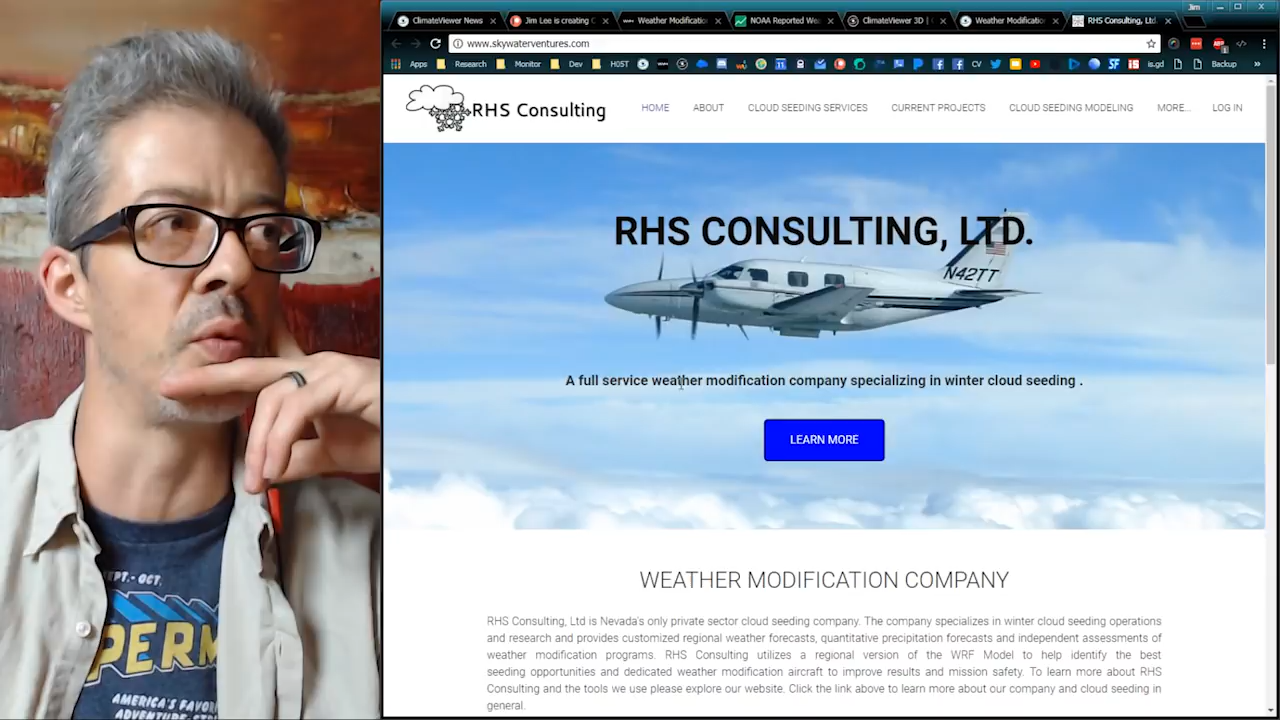 Jim
ClimateViewer News
Jim Lee is creating C
Weather Modificatio
NOAA Reported We
ClimateViewer 3D |
Weather Modificatio
RHS Consulting, Ltd.
www.skywaterventures.com
Apps Research Monitor Dev H05T CV is.gd Backup »
RHS Consulting
HOME ABOUT CLOUD SEEDING SERVICES CURRENT PROJECTS CLOUD SEEDING MODELING MORE... LOG IN
RHS CONSULTING, LTD.
N42TT
A full service weather modification company specializing in winter cloud seeding .
LEARN MORE
WEATHER MODIFICATION COMPANY
RHS Consulting, Ltd is Nevada's only private sector cloud seeding company. The company specializes in winter cloud seeding operations
and research and provides customized regional weather forecasts, quantitative precipitation forecasts and independent assessments of
weather modification programs. RHS Consulting utilizes a regional version of the WRF Model to help identify the best
seeding opportunities and dedicated weather modification aircraft to improve results and mission safety. To learn more about RHS
Consulting and the tools we use please explore our website. Click the link above to learn more about our company and cloud seeding in
general.
SEPT.- OCT.
PERM
AMERICA'S FAVOR
ADVENTURE-STR